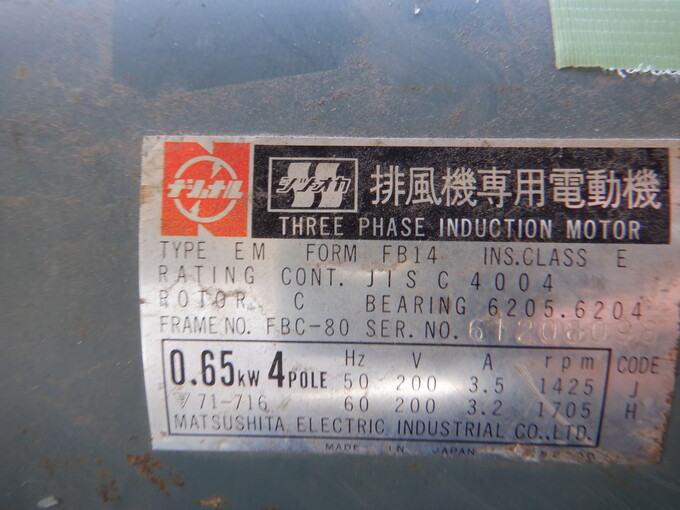 ナショナル
シヅオカ 排風機専用電動機
THREE PHASE INDUCTION MOTOR
TYPE EM FORM FB14 INS.CLASS E
RATING CONT. JIS C 4004
ROTOR C BEARING 6205.6204
FRAME NO. FBC-80 SER. NO.
0.65kW 4POLE Hz V A rpm CODE
50 200 3.5 1425 J
71-716 60 200 3.2 1705 H
MATSUSHITA ELECTRIC INDUSTRIAL CO.,LTD.
MADE IN JAPAN